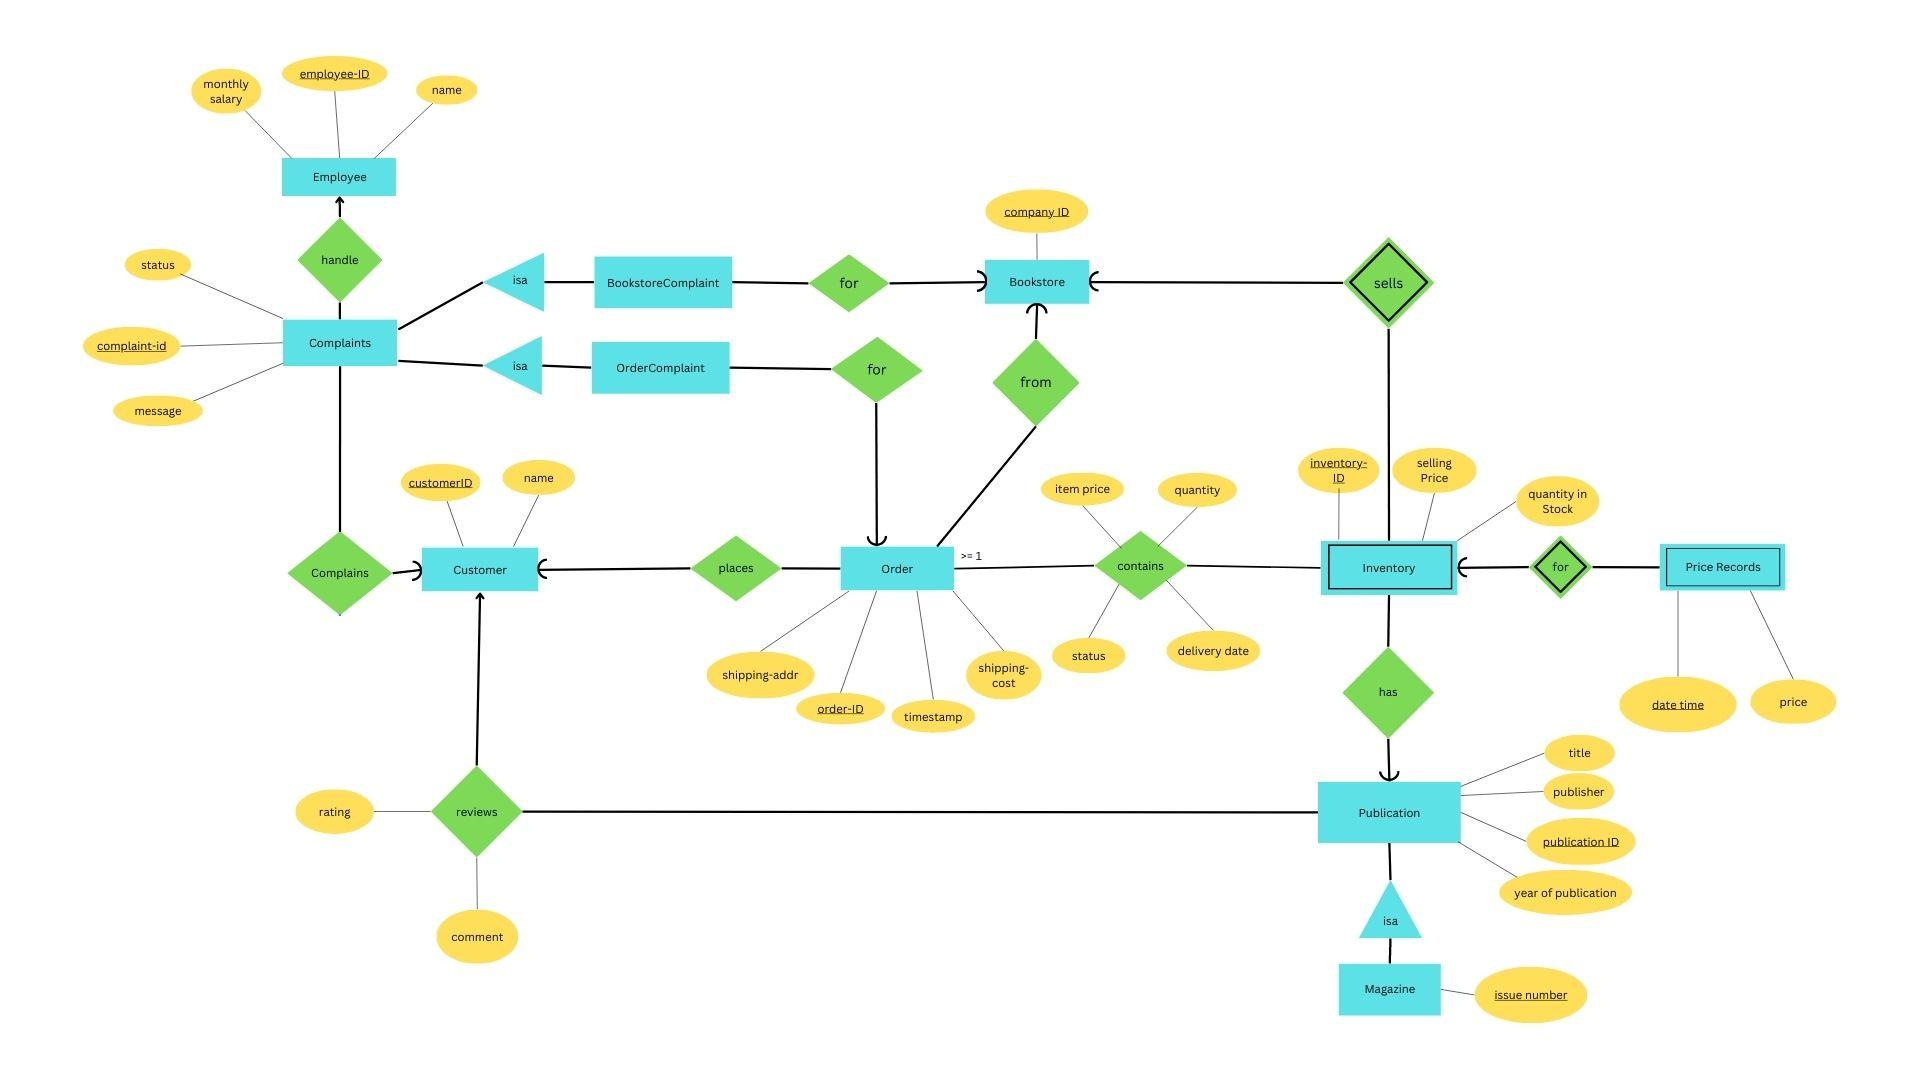 employee-ID
monthly
salary
name
Employee
company ID
handle
status
isa
BookstoreComplaint
for
Bookstore
sells
Complaints
complaint-id
isa
OrderComplaint
for
from
message
customerID
name
item price
quantity
inventory-
ID
selling
Price
quantity in
Stock
>= 1
Complains
Customer
places
Order
contains
Inventory
for
Price Records
status
delivery date
shipping-addr
shipping-
cost
order-ID
timestamp
has
date time
price
title
publisher
rating
reviews
Publication
publication ID
year of publication
comment
isa
Magazine
issue number